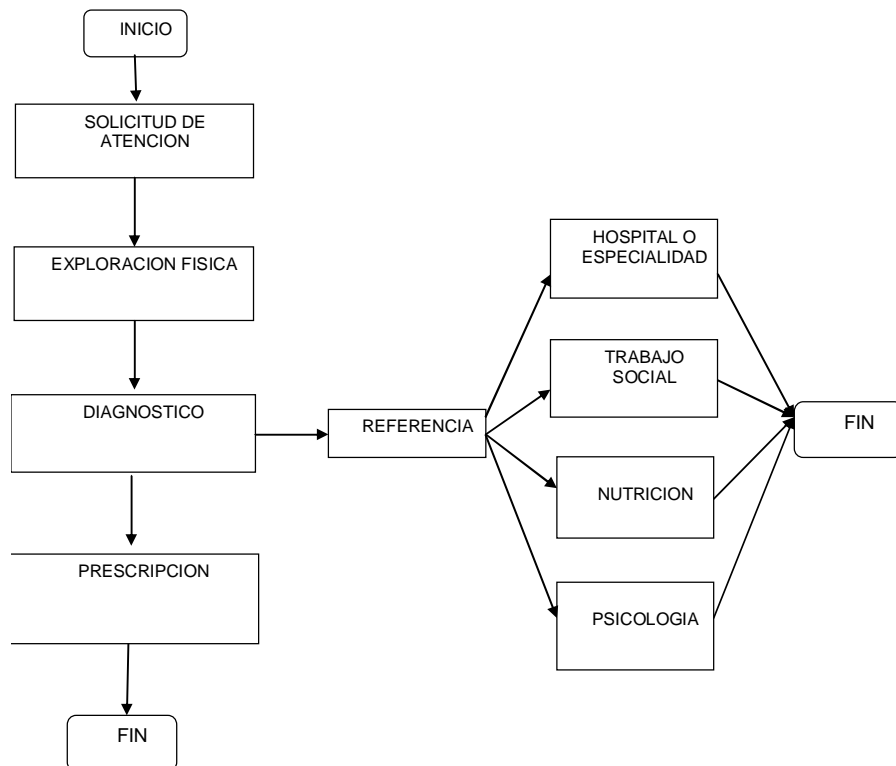 INICIO
SOLICITUD DE
ATENCION
EXPLORACION FISICA
DIAGNOSTICO
PRESCRIPCION
FIN
REFERENCIA
HOSPITAL O
ESPECIALIDAD
TRABAJO
SOCIAL
NUTRICION
PSICOLOGIA
FIN